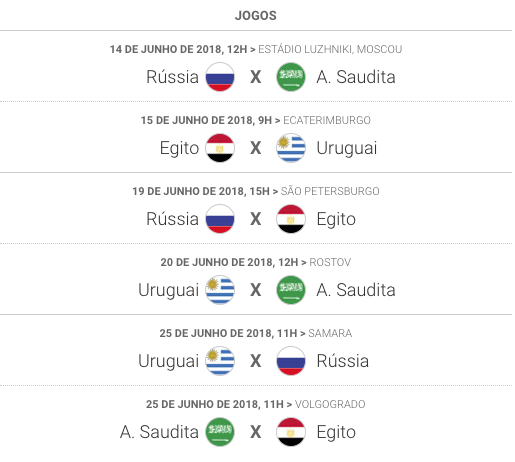 JOGOS
14 DE JUNHO DE 2018, 12H > ESTÁDIO LUZHNIKI, MOSCOU
Rússia X A. Saudita
15 DE JUNHO DE 2018, 9H > ECATERIMBURGO
Egito X Uruguai
19 DE JUNHO DE 2018, 15H > SÃO PETERSBURGO
Rússia X Egito
20 DE JUNHO DE 2018, 12H > ROSTOV
Uruguai X A. Saudita
25 DE JUNHO DE 2018, 11H > SAMARA
Uruguai X Rússia
25 DE JUNHO DE 2018, 11H > VOLGOGRADO
A. Saudita X Egito